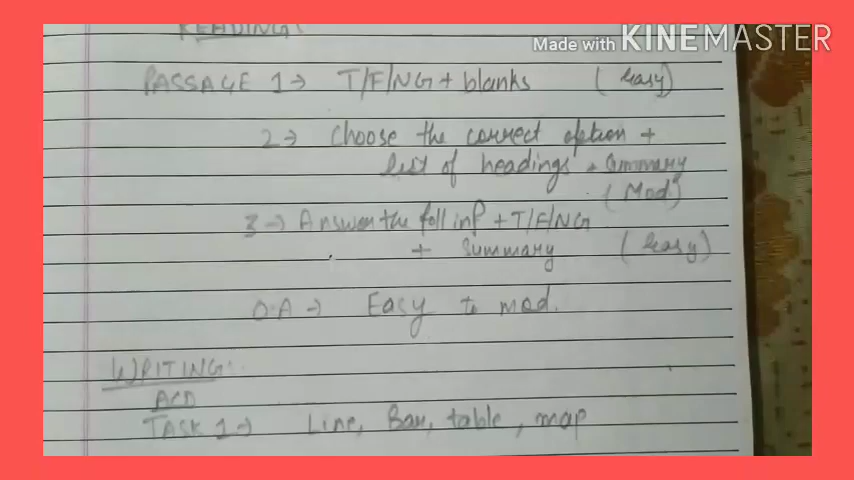 READING:
Made with KINEMASTER
PASSAGE 1→ T/F/NG + blanks (Easy)
2→ Choose the correct option +
list of headings + Summary
(Mod)
3→ Answer the foll inf + T/F/NG
+ Summary (Easy)
O.A → Easy to mod.
WRITING:
ACD
TASK 1→ Line, Bar, table, map